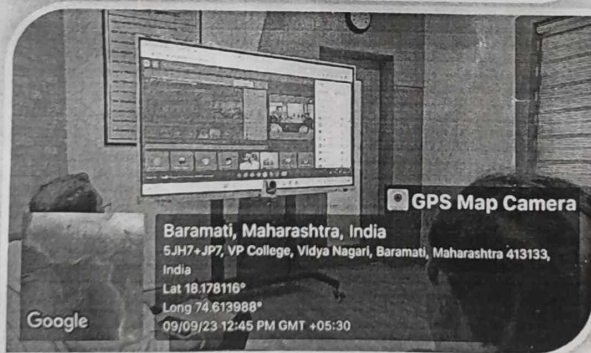 GPS Map Camera
Baramati, Maharashtra, India
5JH7+JP7, VP College, Vidya Nagari, Baramati, Maharashtra 413133,
India
Lat 18.178116°
Long 74.613988°
09/09/23 12:45 PM GMT +05:30
Google